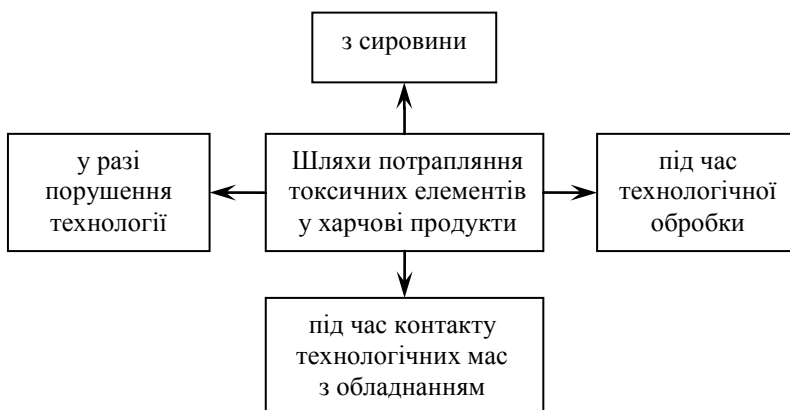 з сировини
у разі
порушення
технології
Шляхи потрапляння
токсичних елементів
у харчові продукти
під час
технологічної
обробки
під час контакту
технологічних мас
з обладнанням